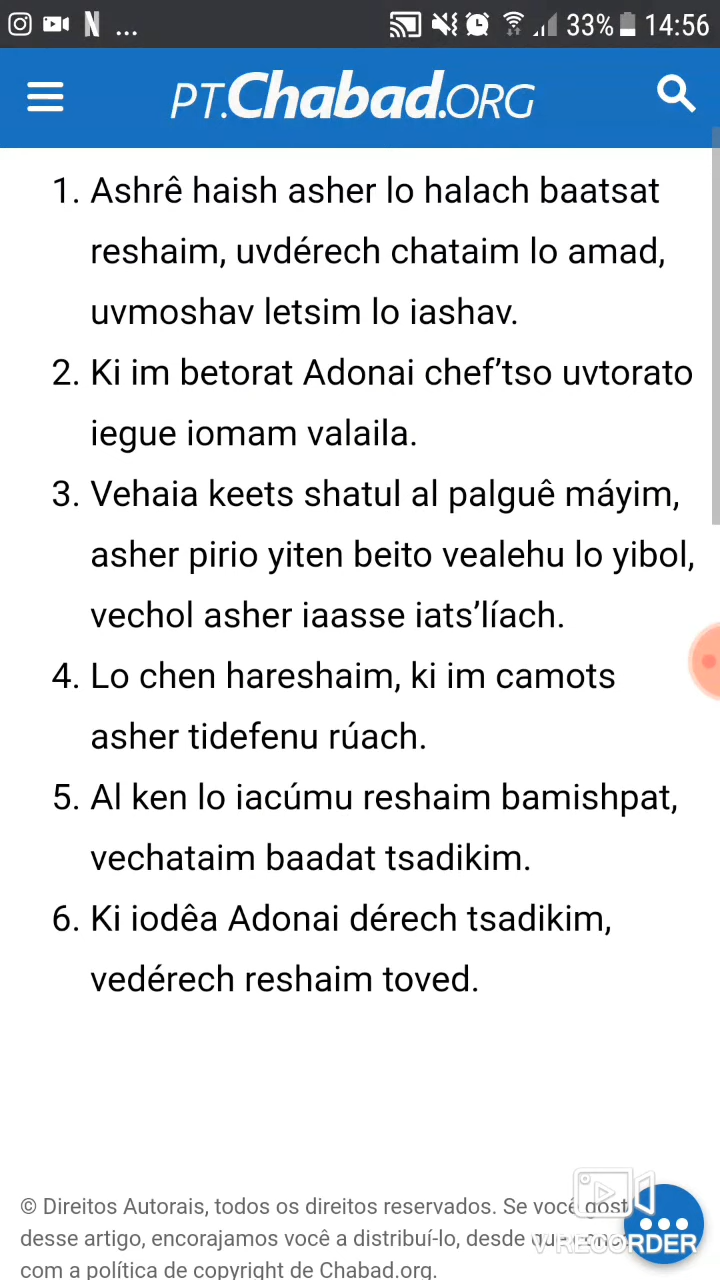 ... 33% 14:56
PT.Chabad.ORG
1. Ashrê haish asher lo halach baatsat
reshaim, uvdérech chataim lo amad,
uvmoshav letsim lo iashav.
2. Ki im betorat Adonai chef’tso uvtorato
iegue iomam valaila.
3. Vehaia keets shatul al palguê máyim,
asher pirio yiten beito vealehu lo yibol,
vechol asher iaasse iats’líach.
4. Lo chen hareshaim, ki im camots
asher tidefenu rúach.
5. Al ken lo iacúmu reshaim bamishpat,
vechataim baadat tsadikim.
6. Ki iodêa Adonai dérech tsadikim,
vedérech reshaim toved.
© Direitos Autorais, todos os direitos reservados. Se você gost
desse artigo, encorajamos você a distribuí-lo, desde
V RECORDER
com a política de copyright de Chabad.org.